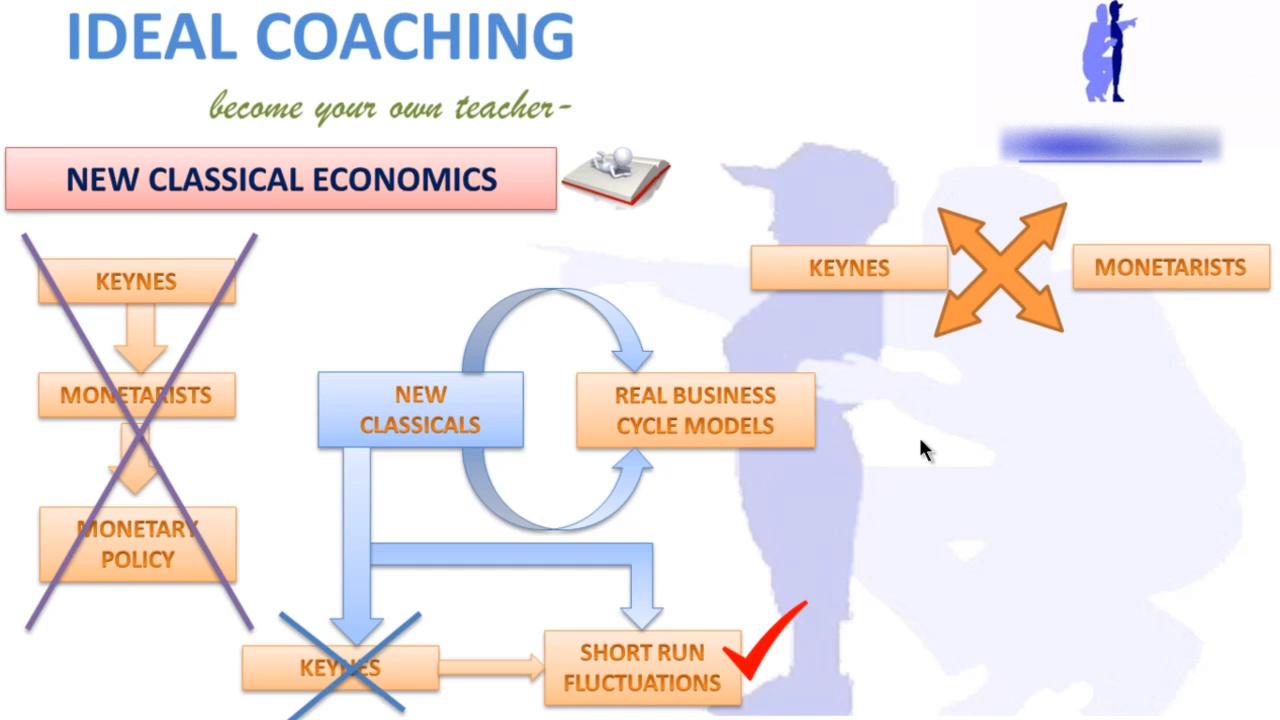 IDEAL COACHING
become your own teacher-
NEW CLASSICAL ECONOMICS
KEYNES
MONETARISTS
KEYNES
MONETARISTS
MONETARY
POLICY
NEW
CLASSICALS
REAL BUSINESS
CYCLE MODELS
KEYNES
SHORT RUN
FLUCTUATIONS